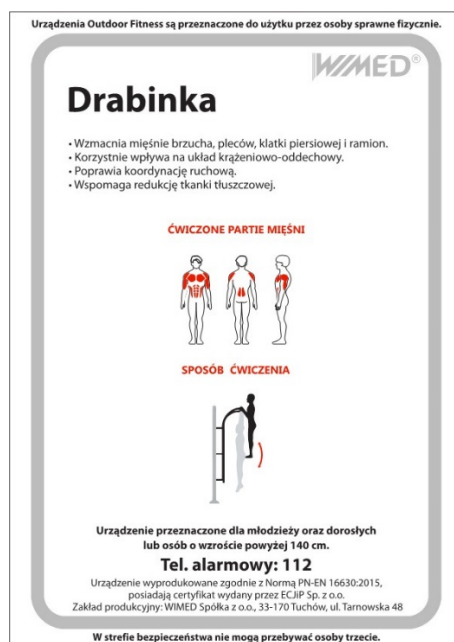 Urządzenia Outdoor Fitness są przeznaczone do użytku przez osoby sprawne fizycznie.
WIMED®
Drabinka
• Wzmacnia mięśnie brzucha, pleców, klatki piersiowej i ramion.
• Korzystnie wpływa na układ krążeniowo-oddechowy.
• Poprawia koordynację ruchową.
• Wspomaga redukcję tkanki tłuszczowej.
ĆWICZONE PARTIE MIĘŚNI
SPOSÓB ĆWICZENIA
Urządzenie przeznaczone dla młodzieży oraz dorosłych
lub osób o wzroście powyżej 140 cm.
Tel. alarmowy: 112
Urządzenie wyprodukowane zgodnie z Normą PN-EN 16630:2015,
posiadają certyfikat wydany przez ECJiP Sp. z o.o.
Zakład produkcyjny: WIMED Spółka z o.o., 33-170 Tuchów, ul. Tarnowska 48
W strefie bezpieczeństwa nie mogą przebywać osoby trzecie.